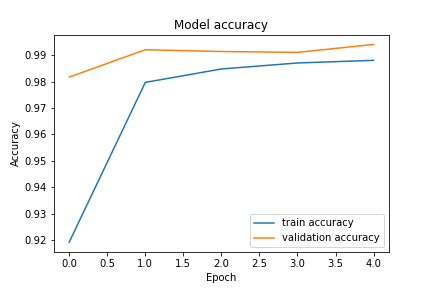 Model accuracy
Accuracy
0.99
0.98
0.97
0.96
0.95
0.94
0.93
0.92
train accuracy
validation accuracy
0.0 0.5 1.0 1.5 2.0 2.5 3.0 3.5 4.0
Epoch